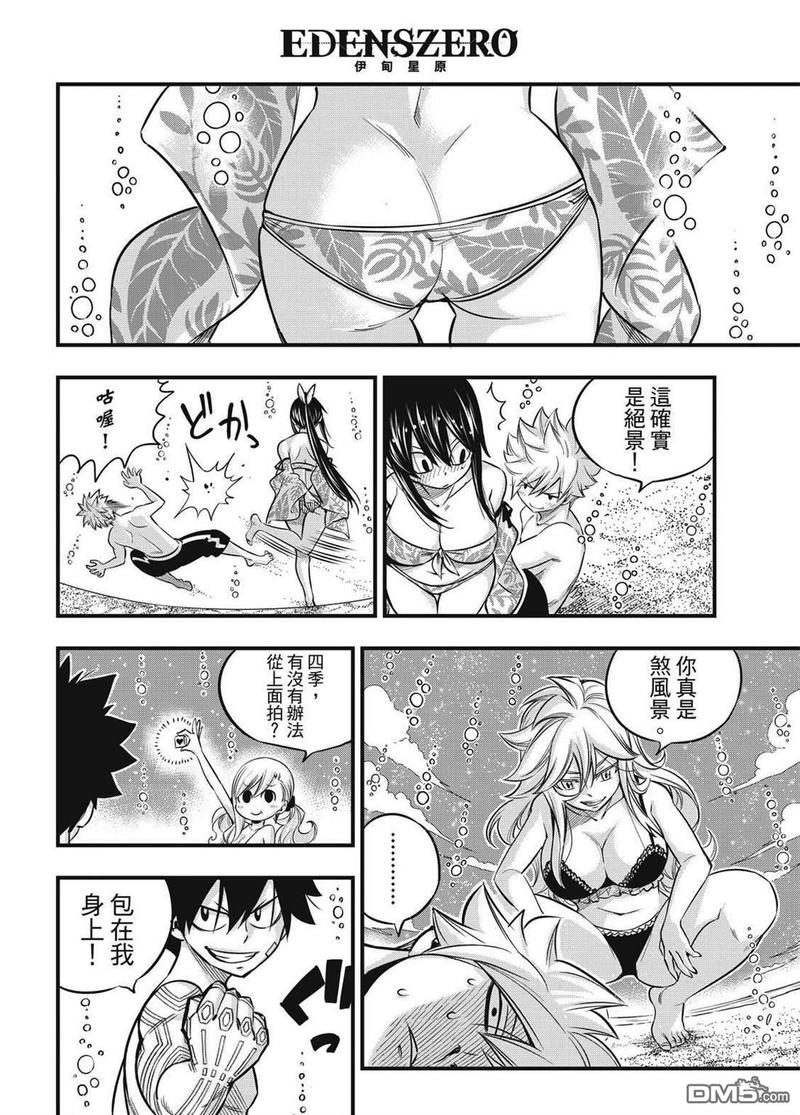 EDENSZERO
伊甸星原
這確實
是絕景！
どかっ
咕喔！
你真是
煞風景。
………
四季，
有沒有辦法
從上面拍？
包在我
身上！
DM5.com